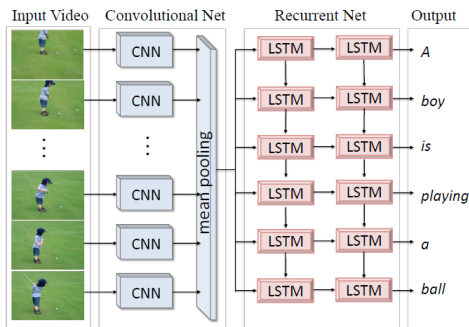 Input Video Convolutional Net Recurrent Net Output
CNN LSTM LSTM A
CNN LSTM LSTM boy
LSTM LSTM is
mean pooling
CNN LSTM LSTM playing
CNN LSTM LSTM a
CNN LSTM LSTM ball